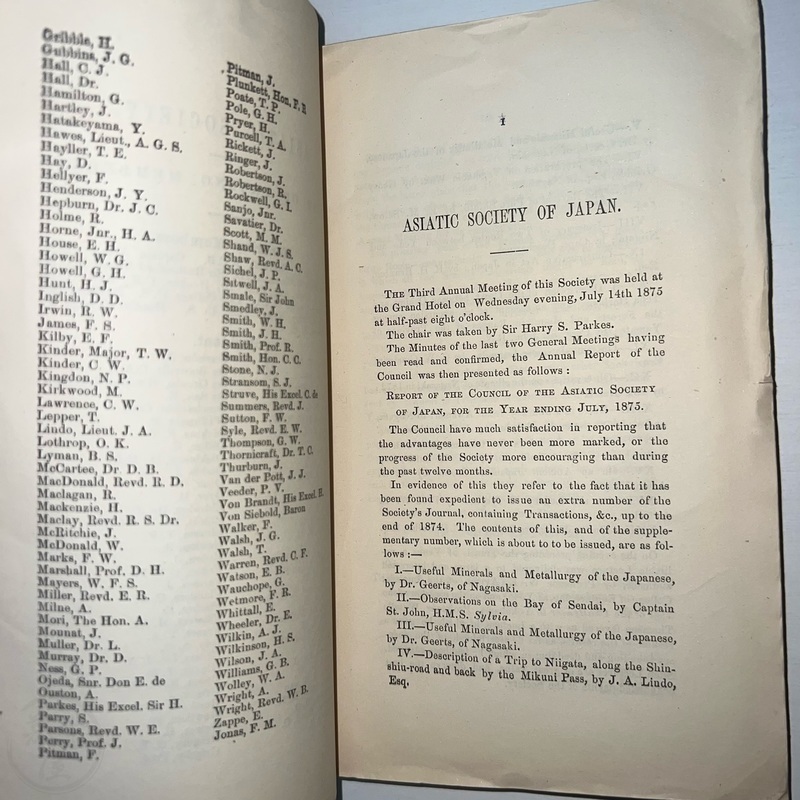 Gribble, H.
Gubbins, J. G.
Hall, C. J.
Hall, Dr.
Hamilton, G.
Hartley, J.
Hatakeyama, Y.
Hawes, Lieut., A. G. S.
Hayller, T. E.
Hay, D.
Hellyer, F.
Henderson, J. Y.
Hepburn, Dr. J. C.
Holme, R.
Horne, Jnr., H. A.
House, E. H.
Howell, W. G.
Howell, G. H.
Hunt, H. J.
Inglish, D. D.
Irwin, R. W.
James, F. S.
Kilby, E. F.
Kinder, Major, T. W.
Kinder, C. W.
Kingdon, N. P.
Kirkwood, M.
Lawrence, C. W.
Lepper, T.
Lindo, Lieut. J. A.
Lothrop, O. K.
Lyman, B. S.
McCartee, Dr. D. B.
MacDonald, Revd. R. D.
Maclagan, R.
Mackenzie, H.
Maclay, Revd. R. S. Dr.
McRitchie, J.
McDonald, W.
Marks, F. W.
Marshall, Prof. D. H.
Mayers, W. F. S.
Miller, Revd. E. R.
Milne, A.
Mori, The Hon. A.
Mounat, J.
Muller, Dr. L.
Murray, Dr. D.
Ness, G. P.
Ojeda, Snr. Don E. de
Ouston, A.
Parkes, His Excel. Sir H.
Parry, S.
Parsons, Revd. W. E.
Perry, Prof. J.
Pitman, F.
Pitman, J.
Plunkett, Hon. F. R
Poate, T. P.
Pole, G. H.
Pryer, H.
Purcell, T. A.
Rickett, J.
Ringer, J.
Robertson, J.
Robertson, R.
Rockwell, G. I.
Sanjo, Jnr.
Savatier, Dr.
Scott, M. M.
Shand, W. J. S.
Shaw, Revd. A. C.
Sichel, J. P.
Sitwell, J. A.
Smale, Sir John
Smedley, J.
Smith, W. H.
Smith, J. H.
Smith, Prof. R.
Smith, Hon. C. C.
Stone, N. J.
Stransom, S. J.
Struve, His Excel. C. de
Summers, Revd. J.
Sutton, F. W.
Syle, Revd. E. W.
Thompson, G. W.
Thornicraft, Dr. T. C.
Thurburn, J.
Van der Pott, J. J.
Veeder, P. V.
Von Brandt, His Excel.
Von Siebold, Baron
Walker, F.
Walsh, J. G.
Walsh, T.
Warren, Revd. C. F.
Watson, E. B.
Wauchope, G.
Wetmore, F. R.
Whittall, E.
Wheeler, Dr. E.
Wilkin, A. J.
Wilkinson, H. S.
Wilson, J. A.
Williams, G. B.
Wolley, W. A.
Wright, A.
Wright, Revd. W. B.
Zappe, E.
Jonas, F. M.
i
ASIATIC SOCIETY OF JAPAN.
THE Third Annual Meeting of this Society was held at
the Grand Hotel on Wednesday evening, July 14th 1875
at half-past eight o'clock.
The chair was taken by Sir Harry S. Parkes.
The Minutes of the last two General Meetings having
been read and confirmed, the Annual Report of the
Council was then presented as follows :
REPORT OF THE COUNCIL OF THE ASIATIC SOCIETY
OF JAPAN, FOR THE YEAR ENDING JULY, 1875.
The Council have much satisfaction in reporting that
the advantages have never been more marked, or the
progress of the Society more encouraging than during
the past twelve months.
In evidence of this they refer to the fact that it has
been found expedient to issue an extra number of the
Society's Journal, containing Transactions, &c., up to the
end of 1874. The contents of this, and of the supple-
mentary number, which is about to to be issued, are as fol-
lows :—
I.—Useful Minerals and Metallurgy of the Japanese,
by Dr. Geerts, of Nagasaki.
II.—Observations on the Bay of Sendai, by Captain
St. John, H.M.S. Sylvia.
III.—Useful Minerals and Metallurgy of the Japanese,
by Dr. Geerts, of Nagasaki.
IV.—Description of a Trip to Niigata, along the Shin-
shiu-road and back by the Mikuni Pass, by J. A. Lindo,
Esq.